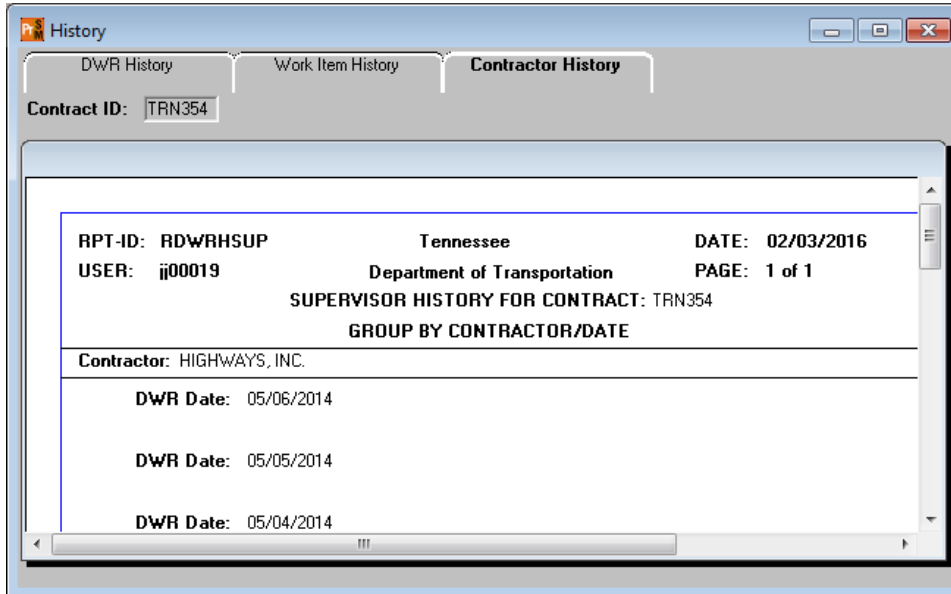 History
DWR History Work Item History Contractor History
Contract ID: TRN354
RPT-ID: RDWRHSUP Tennessee DATE: 02/03/2016
USER: jj00019 Department of Transportation PAGE: 1 of 1
SUPERVISOR HISTORY FOR CONTRACT: TRN354
GROUP BY CONTRACTOR/DATE
Contractor: HIGHWAYS, INC.
DWR Date: 05/06/2014
DWR Date: 05/05/2014
DWR Date: 05/04/2014